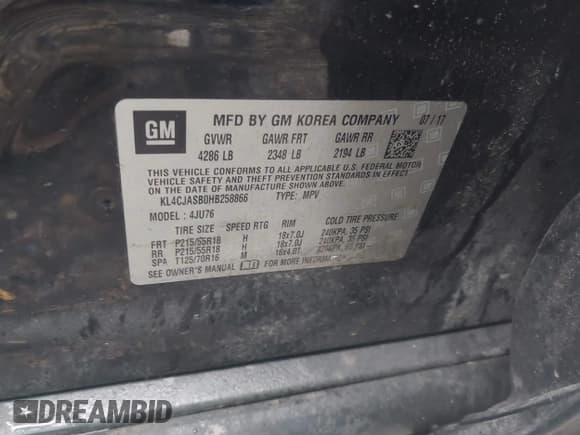 GM
MFD BY GM KOREA COMPANY 07/17
GVWR GAWR FRT GAWR RR
4286 LB 2348 LB 2194 LB
THIS VEHICLE CONFORMS TO ALL APPLICABLE U.S. FEDERAL MOTOR
VEHICLE SAFETY AND THEFT PREVENTION STANDARDS IN EFFECT ON
THE DATE OF MANUFACTURE SHOWN ABOVE.
KL4CJASB0HB258866 TYPE: MPV
MODEL: 4JU76
TIRE SIZE SPEED RTG RIM COLD TIRE PRESSURE
FRT P215/55R18 H 18x7.0J 240KPA, 35 PSI
RR P215/55R18 H 18x7.0J 240KPA, 35 PSI
SPA T125/70R16 16x4.0T PSI
SEE OWNER'S MANUAL FOR MORE INFORMATION
DREAMBID